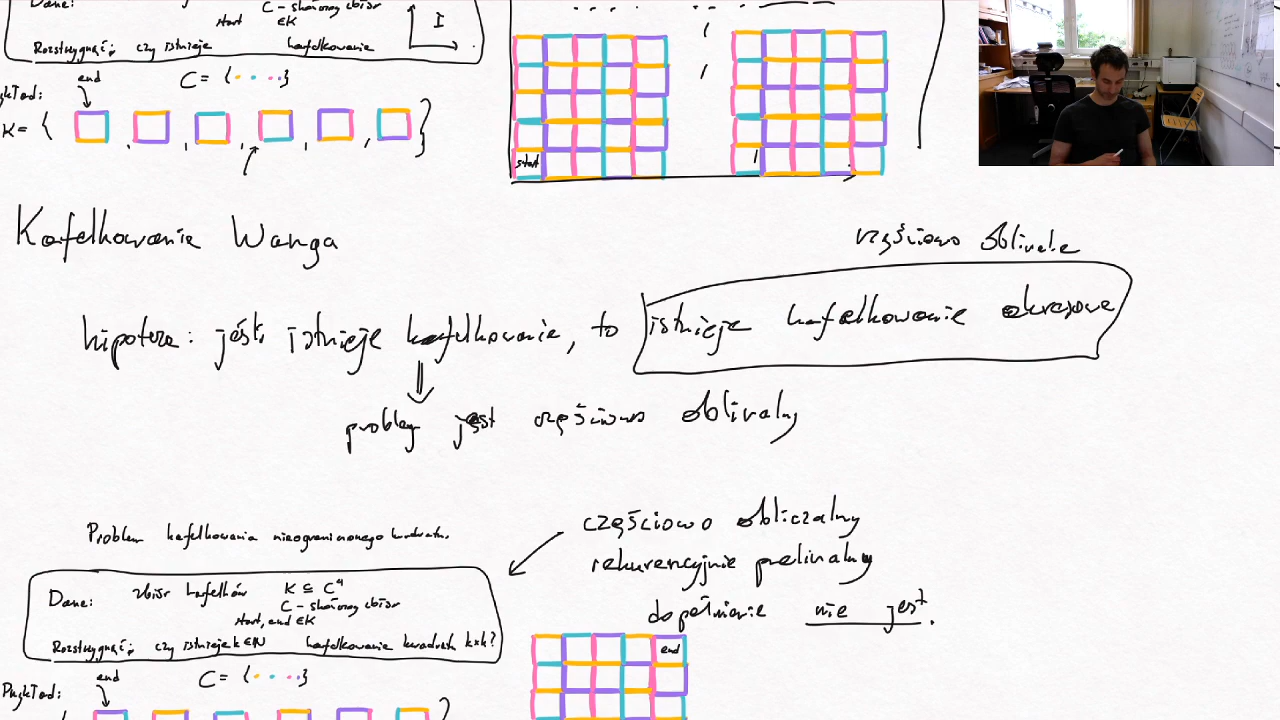 Dane:
C - skończony zbiór
start ∈K
I
Rozstrzygnąć: czy istnieje kafelkowanie
end C = {····}
K = { , , , , , }
start
Kafelkowanie Wanga
częściowo obliczalne
hipoteza: jeśli istnieje kafelkowanie, to istnieje kafelkowanie okresowe
⇓
problem jest częściowo obliczalny
częściowo obliczalny
Problem kafelkowania nieograniczonego kwadratu.
rekurencyjnie przeliczalny
Dane: zbiór kafelków K ⊆ C⁴
C - skończony zbiór
start, end ∈K
dopełnienie nie jest.
Rozstrzygnąć: czy istnieje k∈ℕ kafelkowanie kwadratu k×k?
end
C = {····}
Przykład:
end